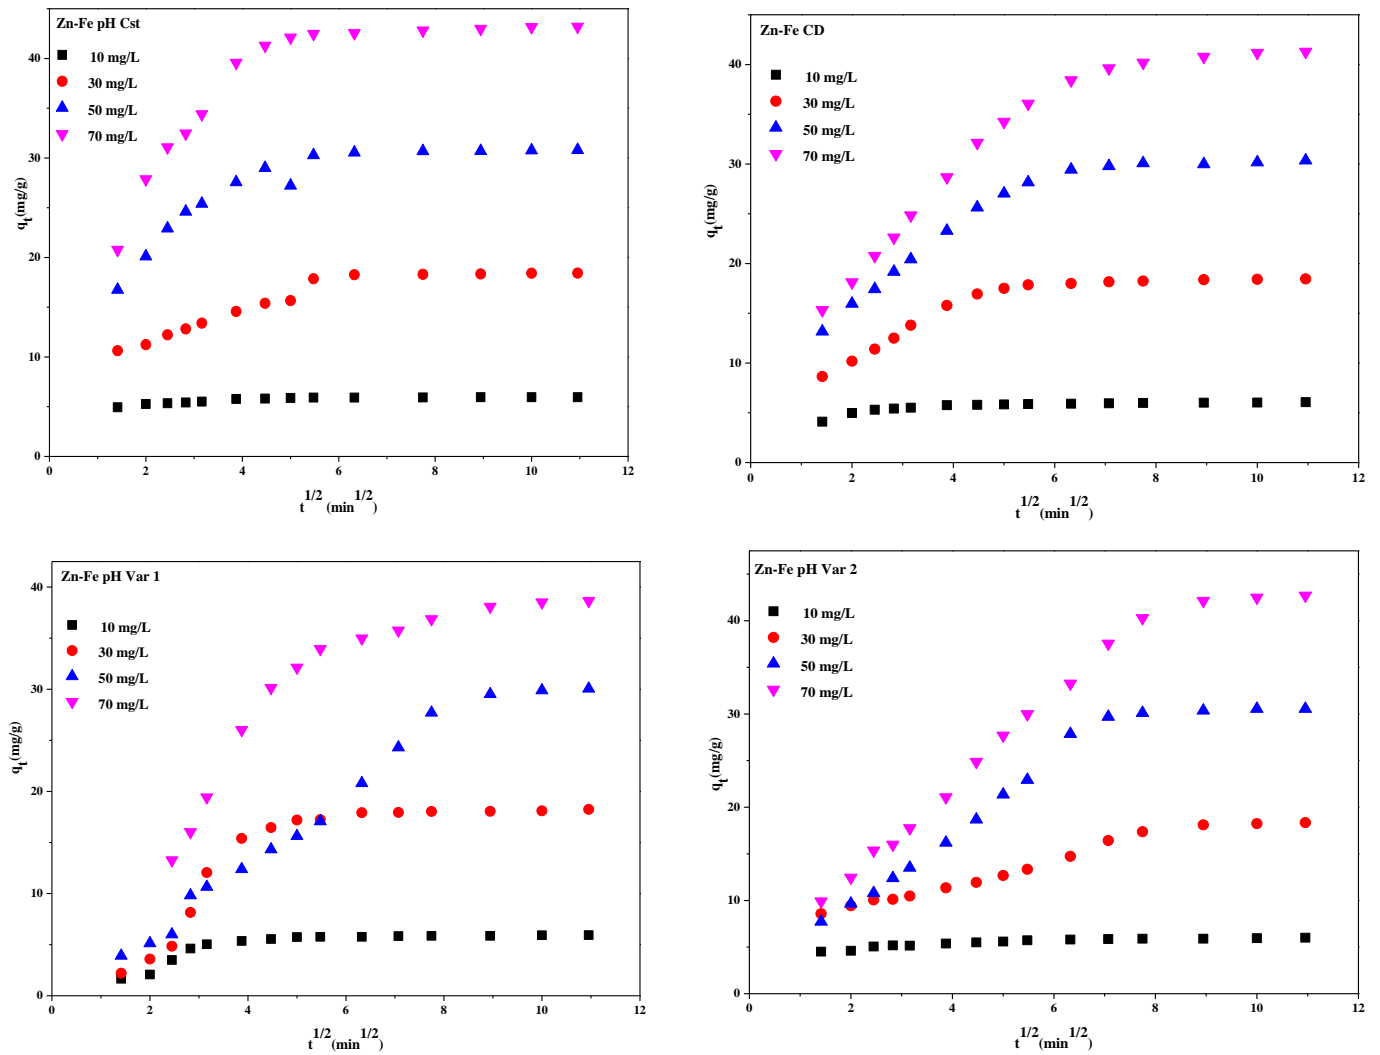 Zn-Fe pH Cst
10 mg/L
30 mg/L
50 mg/L
70 mg/L
q_t(mg/g)
40
30
20
10
0
0 2 4 6 8 10 12
t^1/2(min^1/2)
Zn-Fe CD
10 mg/L
30 mg/L
50 mg/L
70 mg/L
q_t(mg/g)
40
30
20
10
0
0 2 4 6 8 10 12
t^1/2(min^1/2)
Zn-Fe pH Var 1
10 mg/L
30 mg/L
50 mg/L
70 mg/L
q_t(mg/g)
40
30
20
10
0
0 2 4 6 8 10 12
t^1/2(min^1/2)
Zn-Fe pH Var 2
10 mg/L
30 mg/L
50 mg/L
70 mg/L
q_t(mg/g)
40
30
20
10
0
0 2 4 6 8 10 12
t^1/2(min^1/2)